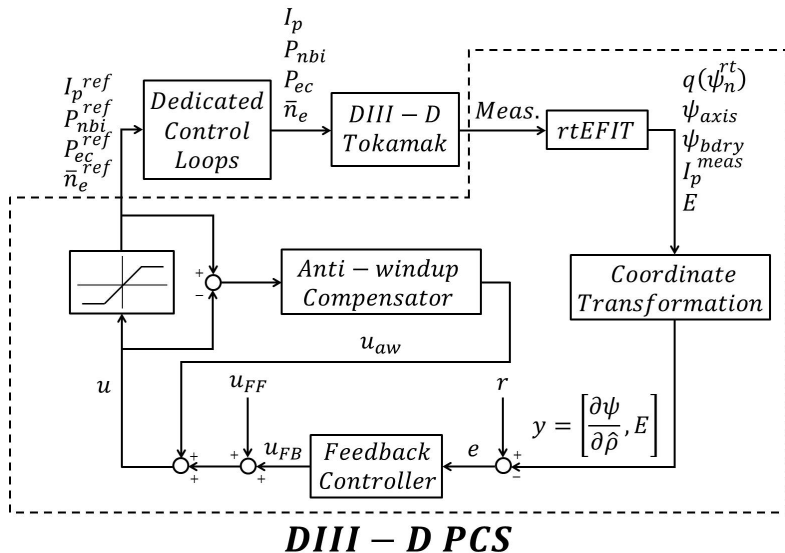 I_p
P_nbi
P_ec
n̄_e
I_p^ref
P_nbi^ref
P_ec^ref
n̄_e^ref
Dedicated
Control
Loops
DIII − D
Tokamak
Meas.
rtEFIT
q(ψ_n^rt)
ψ_axis
ψ_bdry
I_p^meas
E
+
−
Anti − windup
Compensator
Coordinate
Transformation
u_aw
u
u_FF
r
y = [∂ψ/∂ρ̂, E]
+
+
+
+
u_FB
Feedback
Controller
e
+
−
DIII − D PCS